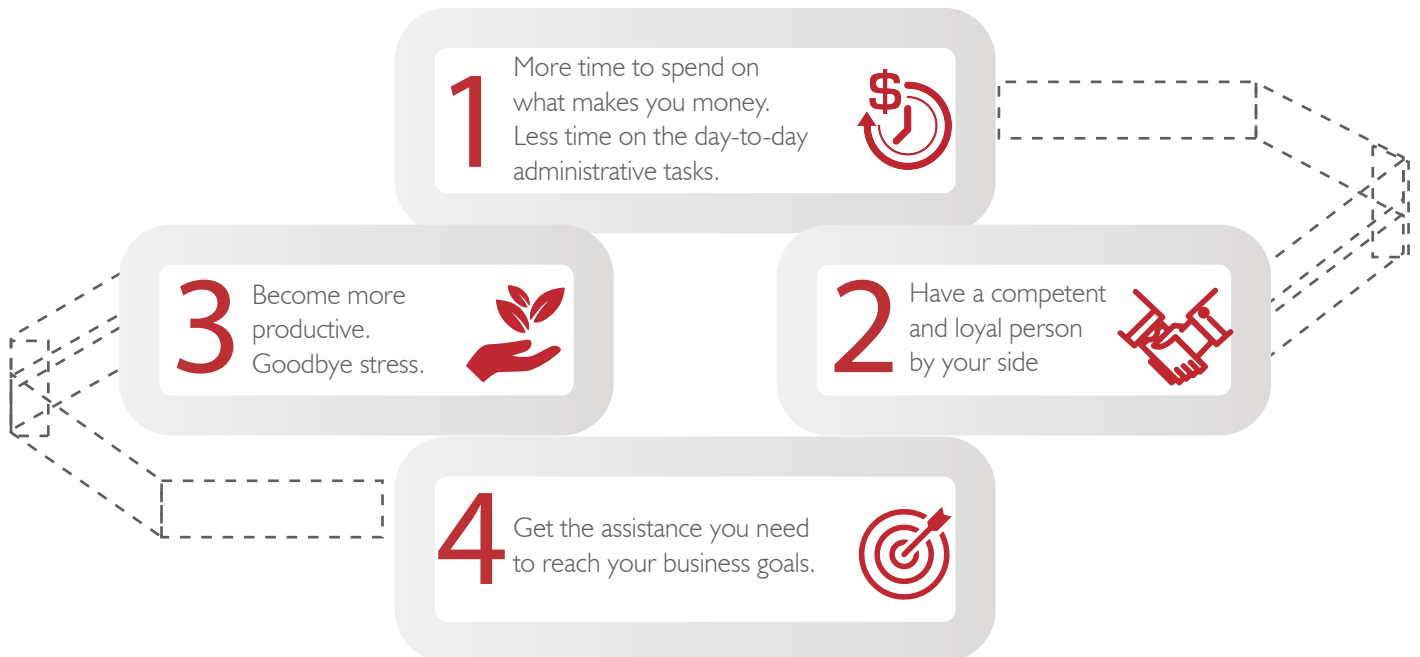 1
More time to spend on
what makes you money.
Less time on the day-to-day
administrative tasks.
$
2
Have a competent
and loyal person
by your side
3
Become more
productive.
Goodbye stress.
4
Get the assistance you need
to reach your business goals.